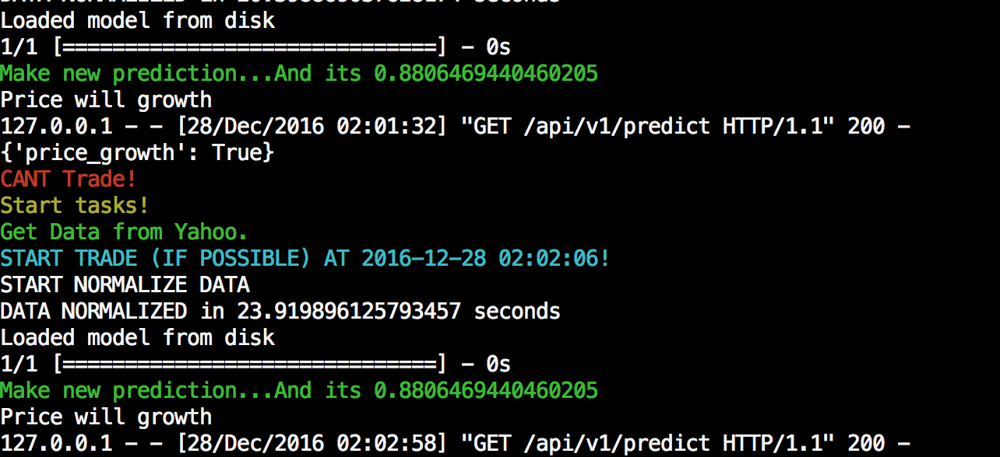 Loaded model from disk
1/1 [==============================] - 0s
Make new prediction...And its 0.8806469440460205
Price will growth
127.0.0.1 - - [28/Dec/2016 02:01:32] "GET /api/v1/predict HTTP/1.1" 200 -
{'price_growth': True}
CANT Trade!
Start tasks!
Get Data from Yahoo.
START TRADE (IF POSSIBLE) AT 2016-12-28 02:02:06!
START NORMALIZE DATA
DATA NORMALIZED in 23.919896125793457 seconds
Loaded model from disk
1/1 [==============================] - 0s
Make new prediction...And its 0.8806469440460205
Price will growth
127.0.0.1 - - [28/Dec/2016 02:02:58] "GET /api/v1/predict HTTP/1.1" 200 -